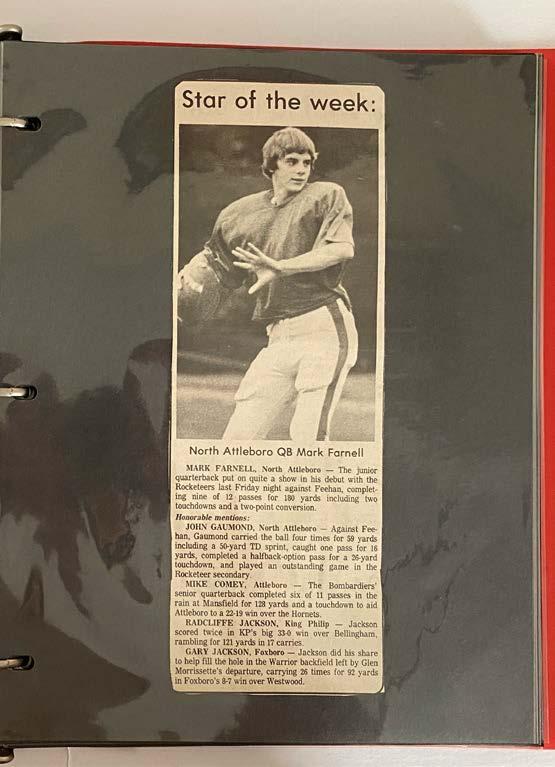 Star of the week:
North Attleboro QB Mark Farnell
MARK FARNELL, North Attleboro — The junior
quarterback put on quite a show in his debut with the
Rocketeers last Friday night against Feehan, complet-
ing nine of 12 passes for 180 yards including two
touchdowns and a two-point conversion.
Honorable mentions:
JOHN GAUMOND, North Attleboro — Against Fee-
han, Gaumond carried the ball four times for 59 yards
including a 50-yard TD sprint, caught one pass for 16
yards, completed a halfback-option pass for a 26-yard
touchdown, and played an outstanding game in the
Rocketeer secondary.
MIKE COMEY, Attleboro — The Bombardiers'
senior quarterback completed six of 11 passes in the
rain at Mansfield for 128 yards and a touchdown to aid
Attleboro to a 22-19 win over the Hornets.
RADCLIFFE JACKSON, King Philip — Jackson
scored twice in KP's big 33-0 win over Bellingham,
rambling for 121 yards in 17 carries.
GARY JACKSON, Foxboro — Jackson did his share
to help fill the hole in the Warrior backfield left by Glen
Morrissette's departure, carrying 26 times for 92 yards
in Foxboro's 8-7 win over Westwood.